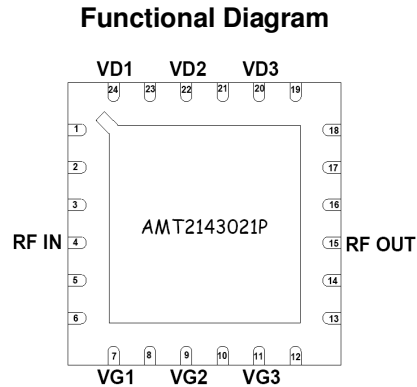 Functional Diagram
VD1 VD2 VD3
24 23 22 21 20 19
1 18
2 17
3 16
AMT2143021P
RF IN 4 15 RF OUT
5 14
6 13
7 8 9 10 11 12
VG1 VG2 VG3